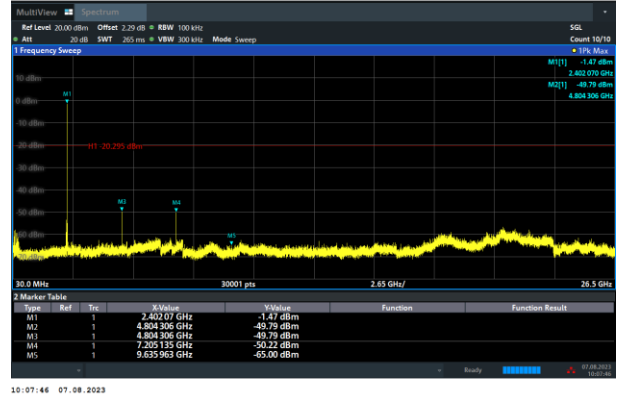 MultiView Spectrum
Ref Level 20.00 dBm Offset 2.29 dB RBW 100 kHz SGL
Att 20 dB SWT 265 ms VBW 300 kHz Mode Sweep Count 10/10
1 Frequency Sweep 1Pk Max
M1[1] -1.47 dBm
2.402 070 GHz
M2[1] -49.79 dBm
4.804 306 GHz
10 dBm
M1
0 dBm
-10 dBm
-20 dBm
H1 -20.295 dBm
-30 dBm
-40 dBm
M3 M4
-50 dBm
M5
-60 dBm
-70 dBm
30.0 MHz 30001 pts 2.65 GHz/ 26.5 GHz
2 Marker Table
Type Ref Trc X-Value Y-Value Function Function Result
M1 1 2.402 07 GHz -1.47 dBm
M2 1 4.804 306 GHz -49.79 dBm
M3 1 4.804 306 GHz -49.79 dBm
M4 1 7.205 135 GHz -50.22 dBm
M5 1 9.635 963 GHz -65.00 dBm
Ready 07.08.2023
10:07:46
10:07:46 07.08.2023